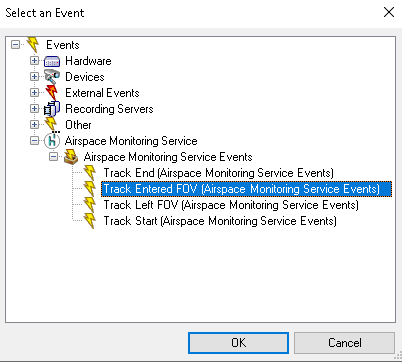 Select an Event
Events
Hardware
Devices
External Events
Recording Servers
Other
Airspace Monitoring Service
Airspace Monitoring Service Events
Track End (Airspace Monitoring Service Events)
Track Entered FOV (Airspace Monitoring Service Events)
Track Left FOV (Airspace Monitoring Service Events)
Track Start (Airspace Monitoring Service Events)
OK
Cancel